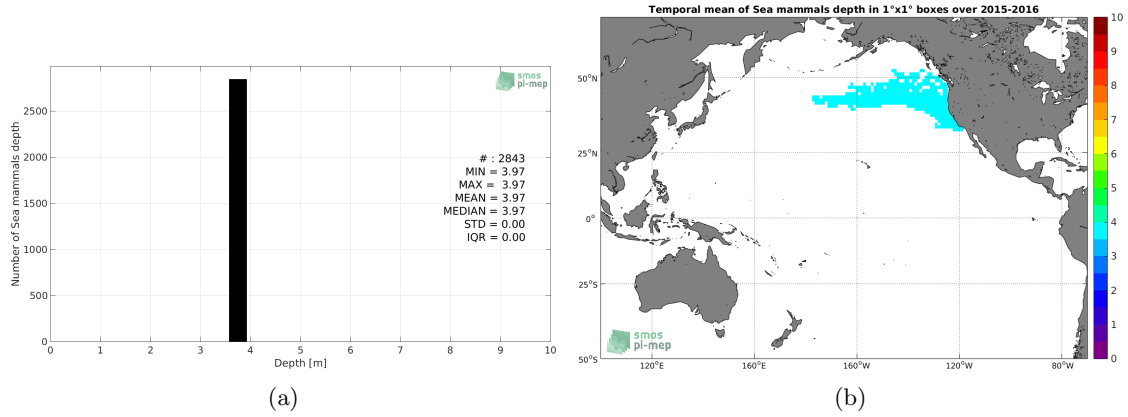 smos
pi-mep
2500
2000
1500
1000
500
0
Number of Sea mammals depth
# : 2843
MIN = 3.97
MAX = 3.97
MEAN = 3.97
MEDIAN = 3.97
STD = 0.00
IQR = 0.00
0 1 2 3 4 5 6 7 8 9 10
Depth [m]
(a)
Temporal mean of Sea mammals depth in 1°x1° boxes over 2015-2016
50°N
25°N
0°
25°S
50°S
120°E 160°E 160°W 120°W 80°W
smos
pi-mep
10
9
8
7
6
5
4
3
2
1
0
(b)